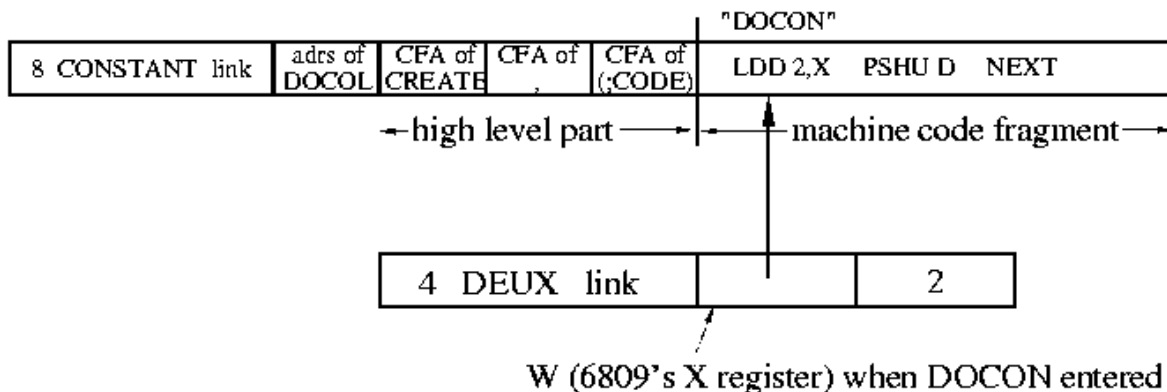 "DOCON"
8 CONSTANT link
adrs of
DOCOL
CFA of
CREATE
CFA of
,
CFA of
(;CODE)
LDD 2,X PSHU D NEXT
high level part
machine code fragment
4 DEUX link
2
W (6809's X register) when DOCON entered